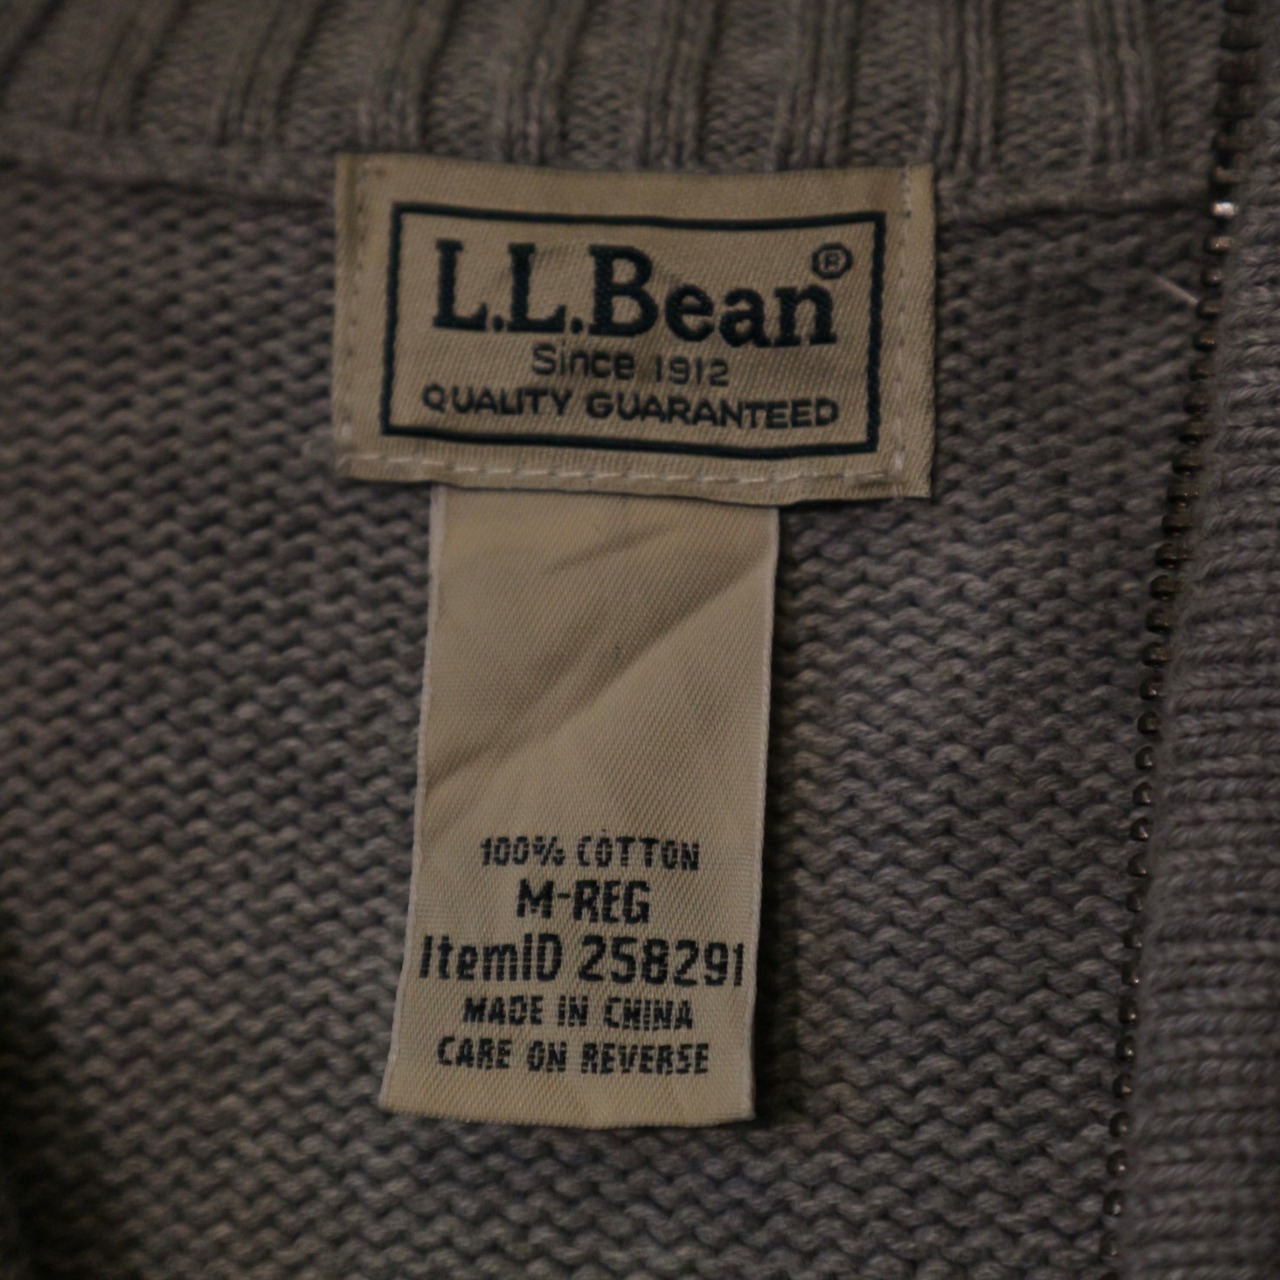 L.L.Bean®
Since 1912
QUALITY GUARANTEED
100% COTTON
M-REG
ItemID 258291
MADE IN CHINA
CARE ON REVERSE